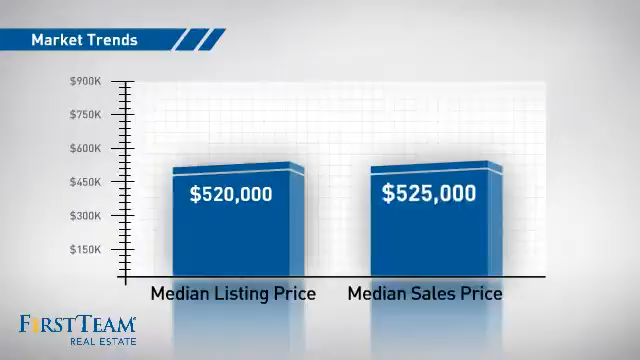 Market Trends
$900K
$750K
$600K
$450K
$300K
$150K
$520,000
$525,000
Median Listing Price
Median Sales Price
FIRSTTEAM®
REAL ESTATE